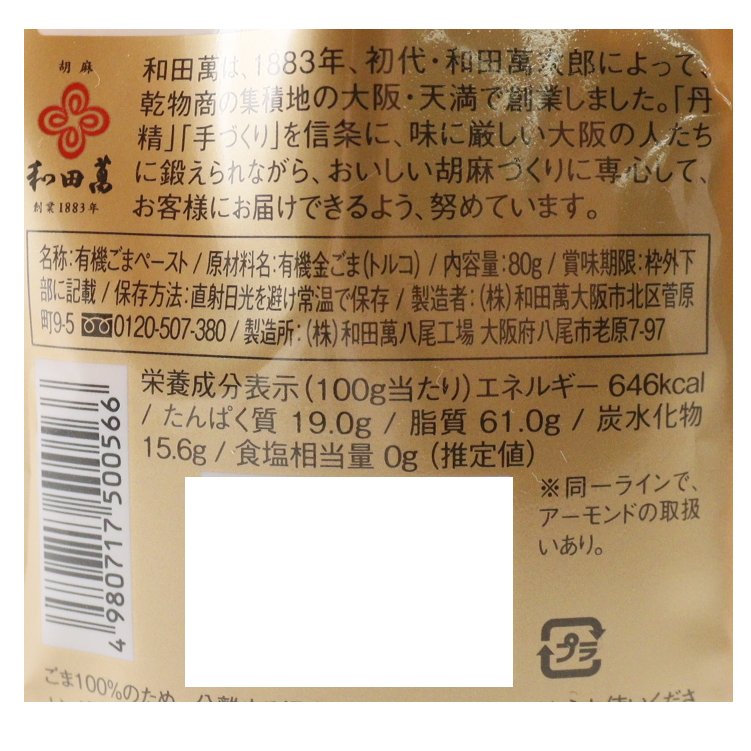 胡麻
和田萬
創業1883年
和田萬は、1883年、初代・和田萬次郎によって、
乾物商の集積地の大阪・天満で創業しました。「丹
精」「手づくり」を信条に、味に厳しい大阪の人たち
に鍛えられながら、おいしい胡麻づくりに専心して、
お客様にお届けできるよう、努めています。
名称:有機ごまペースト / 原材料名:有機金ごま(トルコ) / 内容量:80g / 賞味期限:枠外下
部に記載 / 保存方法:直射日光を避け常温で保存 / 製造者:(株)和田萬大阪市北区菅原
町9-5 0120-507-380 / 製造所:(株)和田萬八尾工場 大阪府八尾市老原7-97
栄養成分表示(100g当たり)エネルギー 646kcal
/ たんぱく質 19.0g / 脂質 61.0g / 炭水化物
15.6g / 食塩相当量 0g (推定値)
4980717500566
※同一ラインで、
アーモンドの取扱
いあり。
プラ
ごま100%のため、